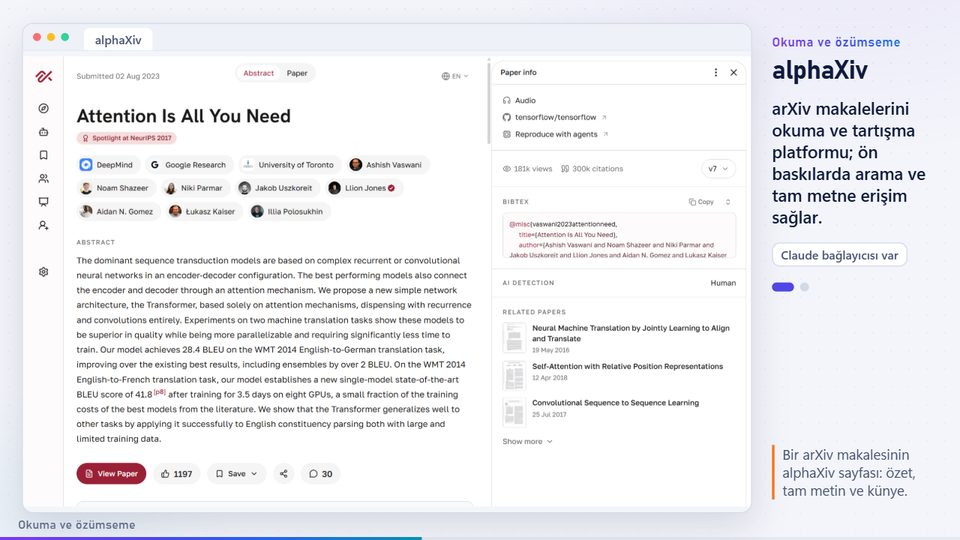 alphaXiv
Submitted 02 Aug 2023
Abstract
Paper
EN
Attention Is All You Need
Spotlight at NeurIPS 2017
DeepMind
Google Research
University of Toronto
Ashish Vaswani
Noam Shazeer
Niki Parmar
Jakob Uszkoreit
Llion Jones
Aidan N. Gomez
Łukasz Kaiser
Illia Polosukhin
ABSTRACT
The dominant sequence transduction models are based on complex recurrent or convolutional
neural networks in an encoder-decoder configuration. The best performing models also connect
the encoder and decoder through an attention mechanism. We propose a new simple network
architecture, the Transformer, based solely on attention mechanisms, dispensing with recurrence
and convolutions entirely. Experiments on two machine translation tasks show these models to
be superior in quality while being more parallelizable and requiring significantly less time to
train. Our model achieves 28.4 BLEU on the WMT 2014 English-to-German translation task,
improving over the existing best results, including ensembles by over 2 BLEU. On the WMT 2014
English-to-French translation task, our model establishes a new single-model state-of-the-art
BLEU score of 41.8 [p8] after training for 3.5 days on eight GPUs, a small fraction of the training
costs of the best models from the literature. We show that the Transformer generalizes well to
other tasks by applying it successfully to English constituency parsing both with large and
limited training data.
View Paper
1197
Save
30
Paper info
Audio
tensorflow/tensorflow
Reproduce with agents
181k views
300k citations
v7
BIBTEX
Copy
@misc{vaswani2023attentionneed,
title={Attention Is All You Need},
author={Ashish Vaswani and Noam Shazeer and Niki Parmar and
Jakob Uszkoreit and Llion Jones and Aidan N. Gomez and Łukasz Kaiser
AI DETECTION
Human
RELATED PAPERS
Neural Machine Translation by Jointly Learning to Align
and Translate
19 May 2016
Self-Attention with Relative Position Representations
12 Apr 2018
Convolutional Sequence to Sequence Learning
25 Jul 2017
Show more
Okuma ve özümseme
alphaXiv
arXiv makalelerini
okuma ve tartışma
platformu; ön
baskılarda arama ve
tam metne erişim
sağlar.
Claude bağlayıcısı var
Bir arXiv makalesinin
alphaXiv sayfası: özet,
tam metin ve künye.
Okuma ve özümseme